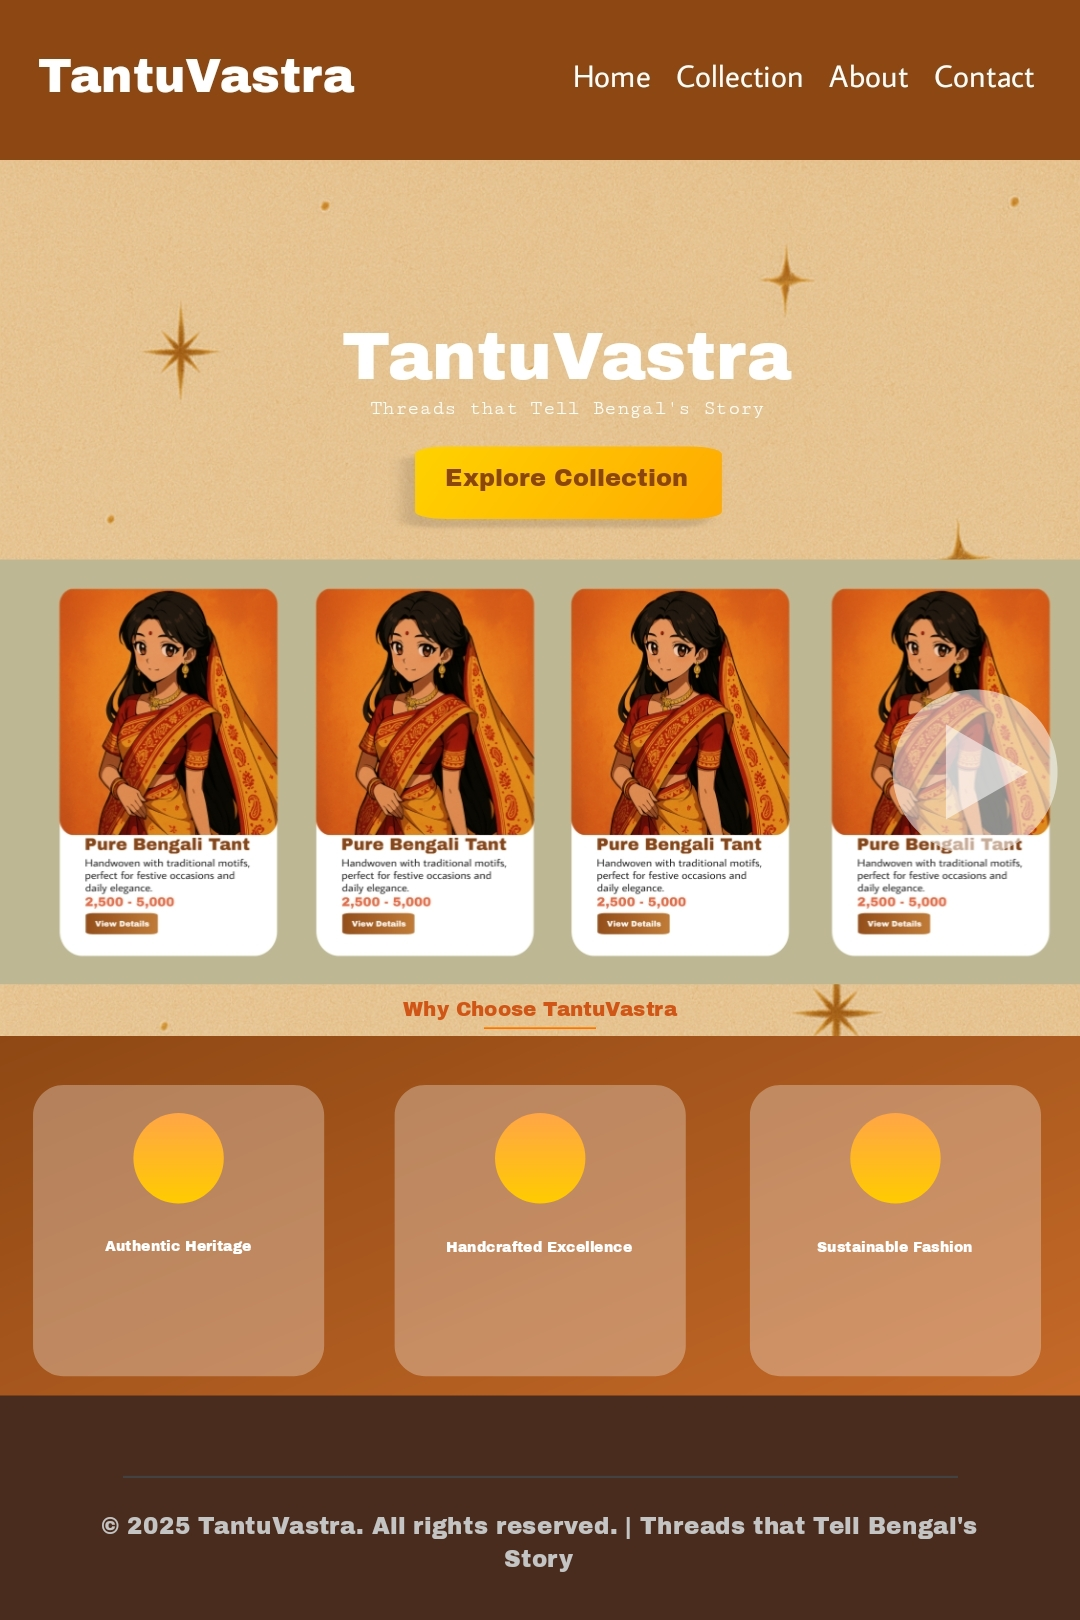 TantuVastra
Home Collection About Contact
TantuVastra
Threads that Tell Bengal's Story
Explore Collection
Pure Bengali Tant
Handwoven with traditional motifs,
perfect for festive occasions and
daily elegance.
2,500 - 5,000
View Details
Pure Bengali Tant
Handwoven with traditional motifs,
perfect for festive occasions and
daily elegance.
2,500 - 5,000
View Details
Pure Bengali Tant
Handwoven with traditional motifs,
perfect for festive occasions and
daily elegance.
2,500 - 5,000
View Details
Pure Bengali Tant
Handwoven with traditional motifs,
perfect for festive occasions and
daily elegance.
2,500 - 5,000
View Details
Why Choose TantuVastra
Authentic Heritage
Handcrafted Excellence
Sustainable Fashion
© 2025 TantuVastra. All rights reserved. | Threads that Tell Bengal's
Story